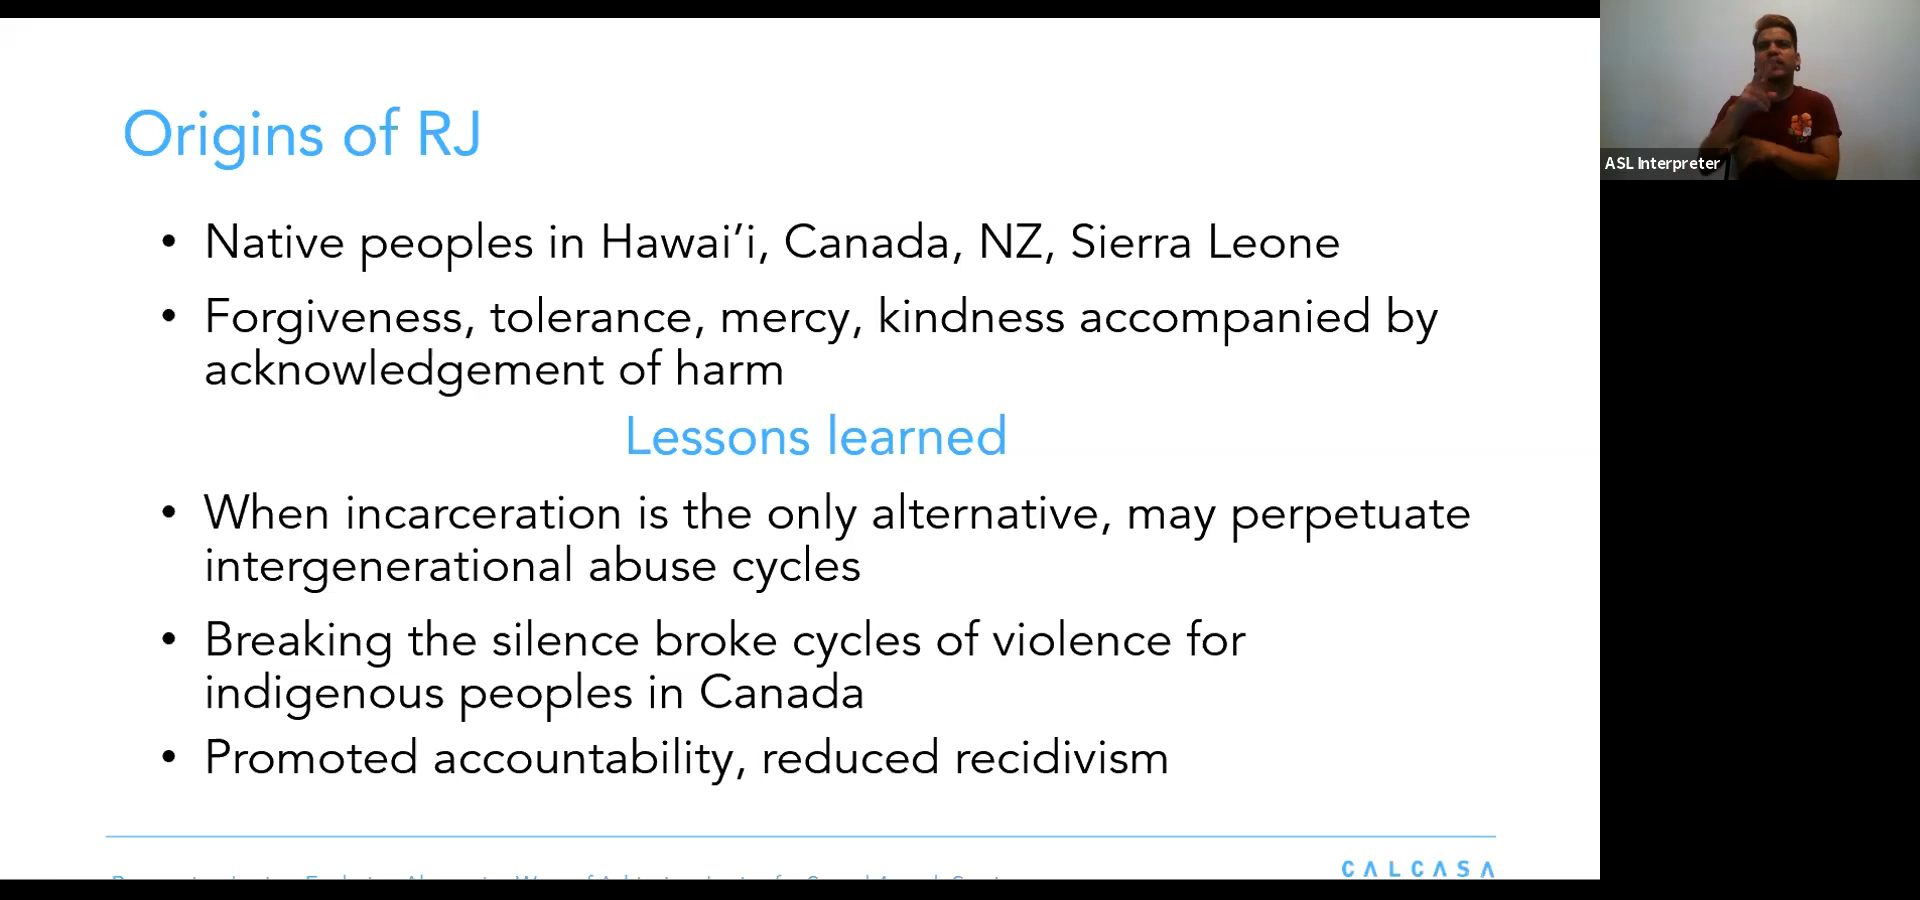 Origins of RJ
• Native peoples in Hawai’i, Canada, NZ, Sierra Leone
• Forgiveness, tolerance, mercy, kindness accompanied by
acknowledgement of harm
Lessons learned
• When incarceration is the only alternative, may perpetuate
intergenerational abuse cycles
• Breaking the silence broke cycles of violence for
indigenous peoples in Canada
• Promoted accountability, reduced recidivism
CALCASA
ASL Interpreter